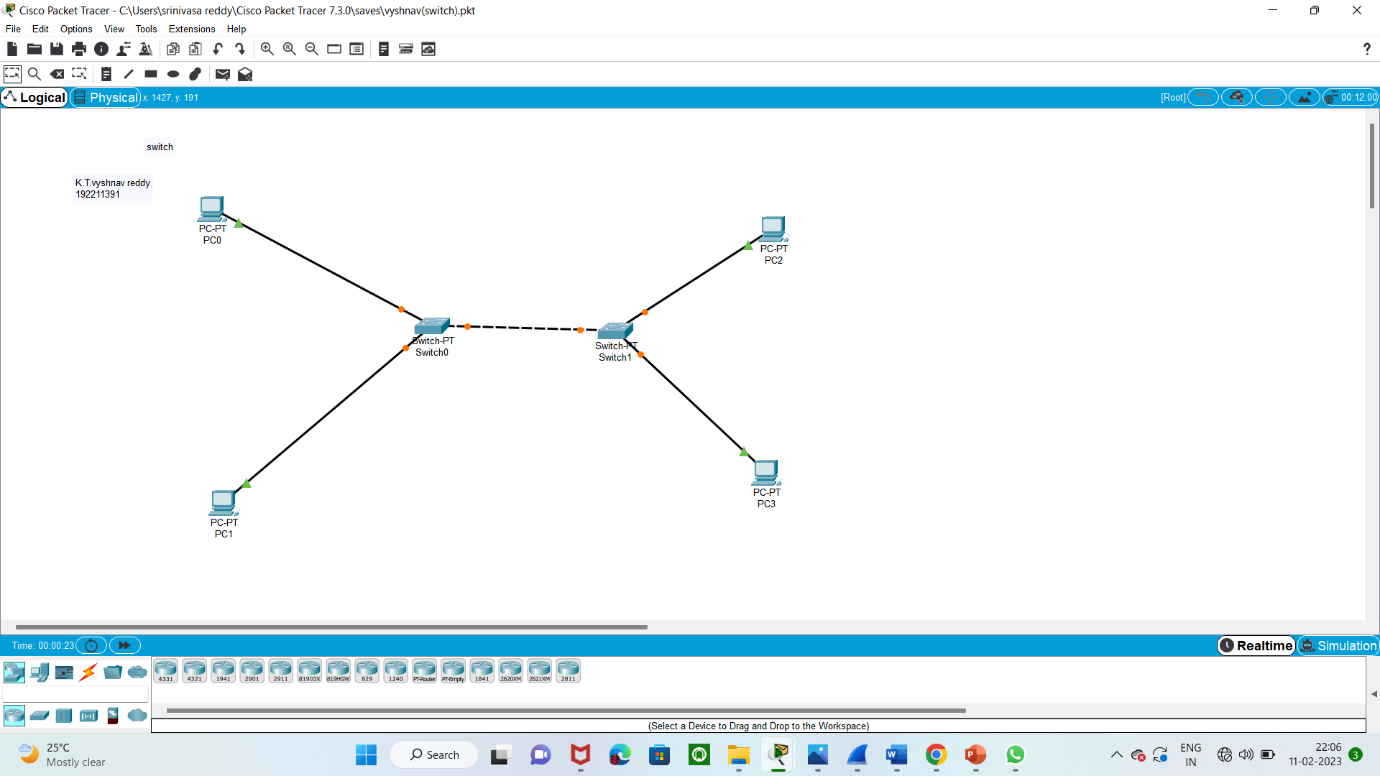 Cisco Packet Tracer - C:\Users\srinivasa reddy\Cisco Packet Tracer 7.3.0\saves\vyshnav(switch).pkt
File Edit Options View Tools Extensions Help
Logical Physical x: 1427, y: 191 [Root] 00:12:00
switch
K.T.vyshnav reddy
192211391
PC-PT
PC0
PC-PT
PC2
Switch-PT
Switch0
Switch-PT
Switch1
PC-PT
PC3
PC-PT
PC1
Time: 00:00:23 Realtime Simulation
4331 4321 1941 2901 2911 819IOX 819HGW 829 1240 PT-Router PT-Empty 1841 2620XM 2621XM 2811
(Select a Device to Drag and Drop to the Workspace)
25°C
Mostly clear
Search
ENG
IN
22:06
11-02-2023
3